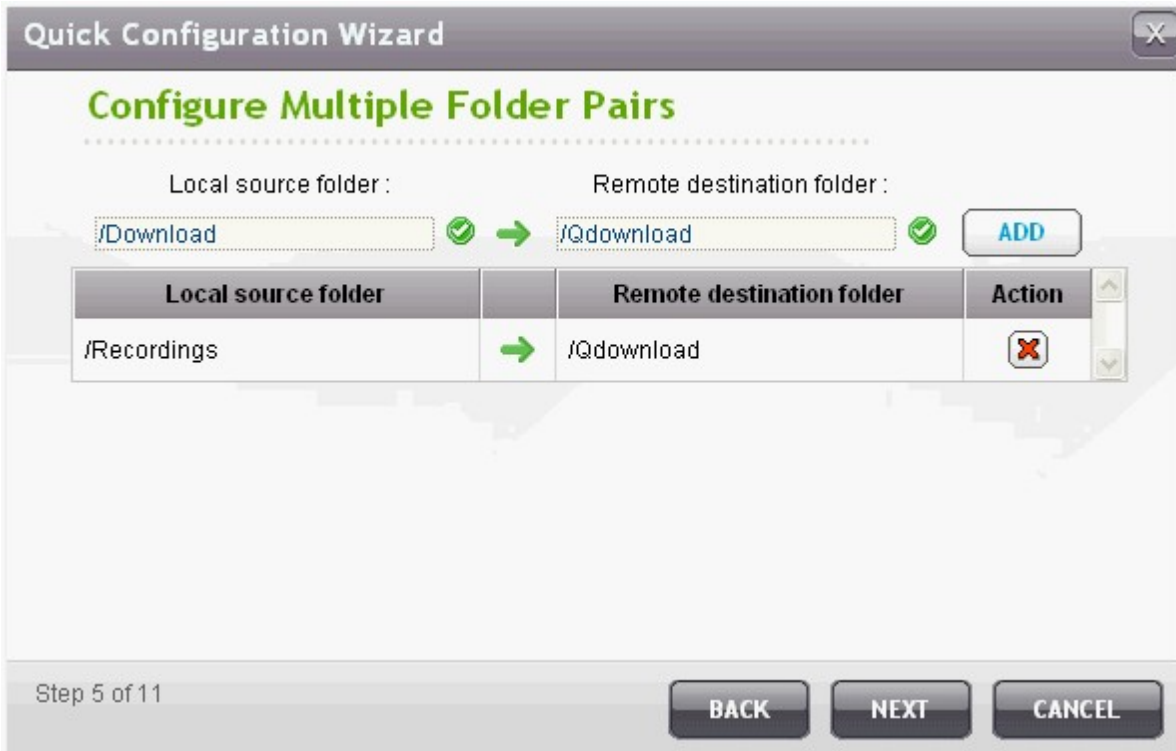 Quick Configuration Wizard
X
Configure Multiple Folder Pairs
Local source folder : Remote destination folder :
/Download /Qdownload ADD
Local source folder Remote destination folder Action
/Recordings /Qdownload
Step 5 of 11 BACK NEXT CANCEL